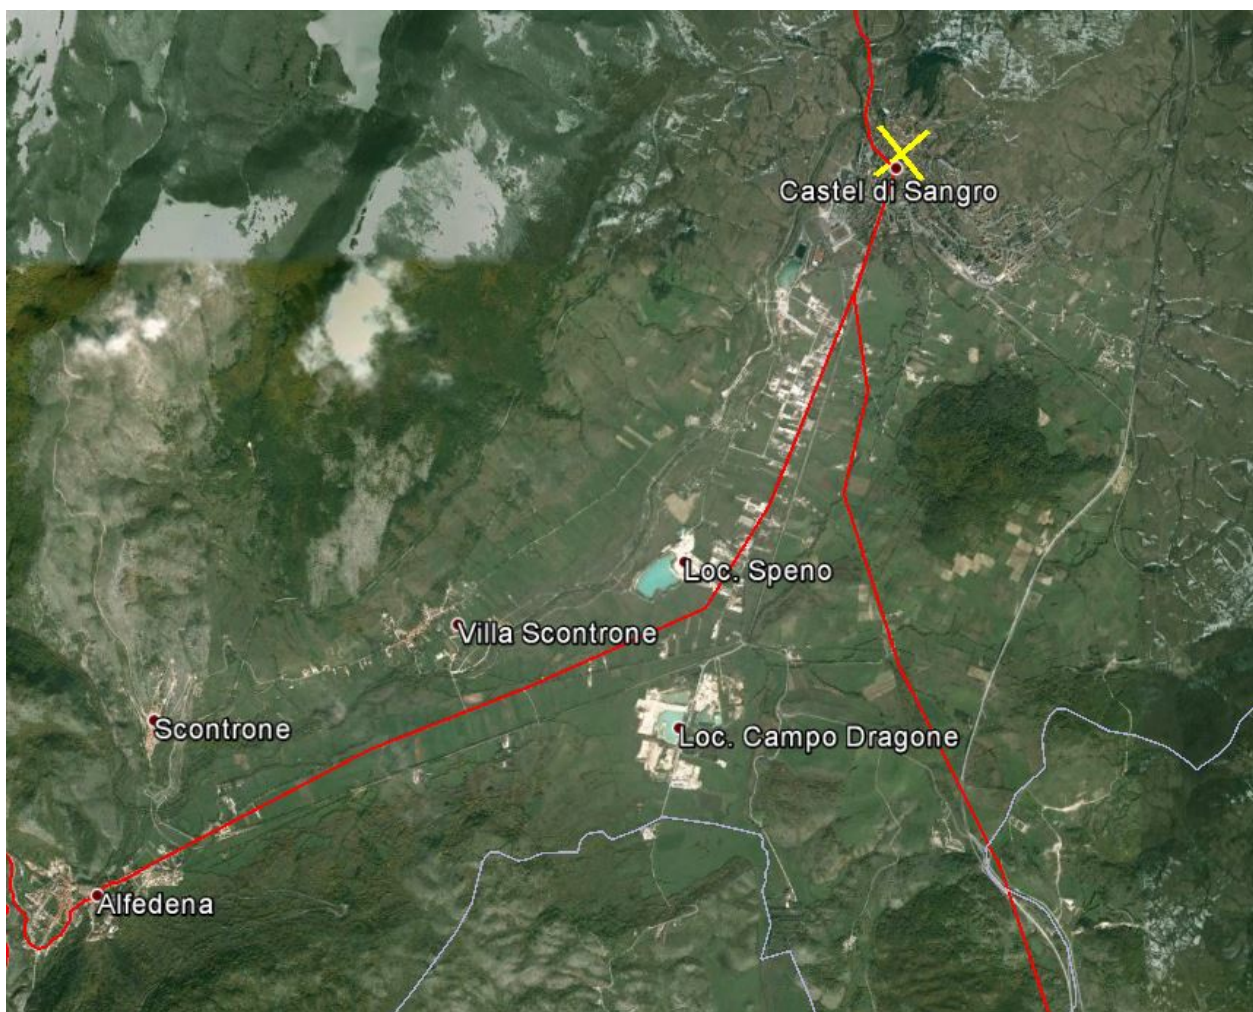 Castel di Sangro
Loc. Speno
Villa Scontrone
Scontrone
Loc. Campo Dragone
Alfedena